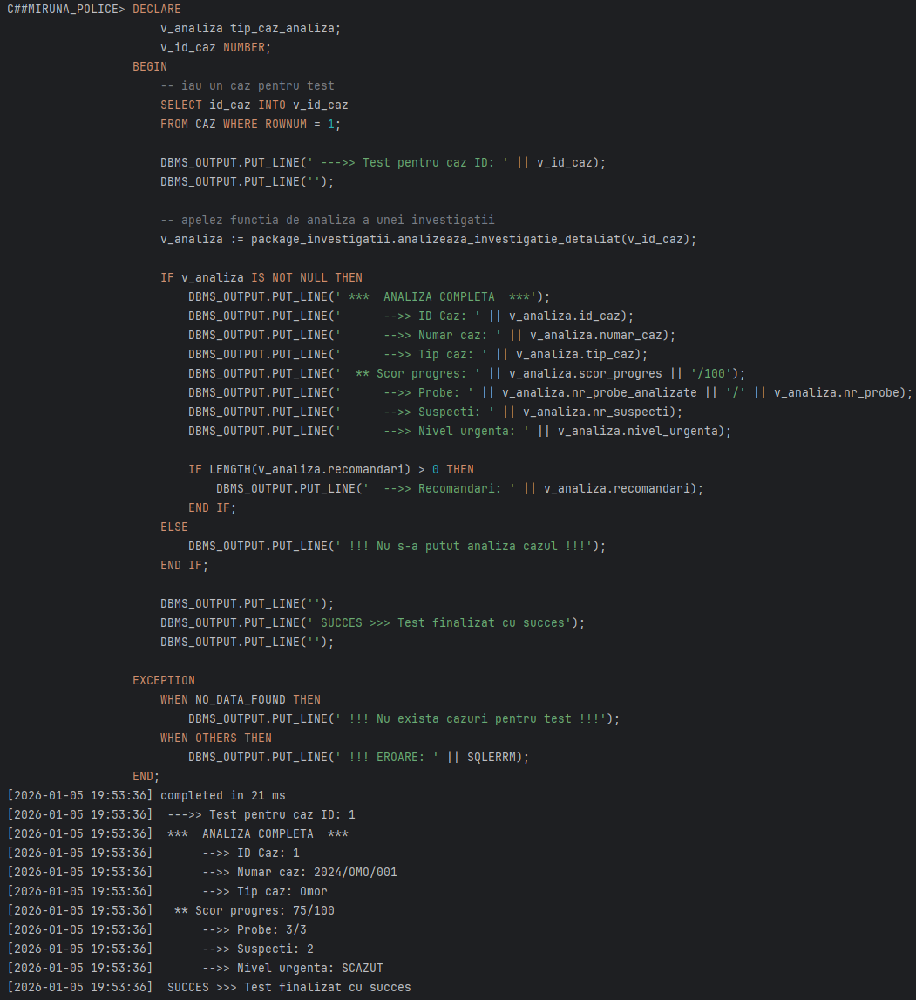 C##MIRUNA_POLICE> DECLARE
                      v_analiza tip_caz_analiza;
                      v_id_caz NUMBER;
                  BEGIN
                      -- iau un caz pentru test
                      SELECT id_caz INTO v_id_caz
                      FROM CAZ WHERE ROWNUM = 1;

                      DBMS_OUTPUT.PUT_LINE(' --->> Test pentru caz ID: ' || v_id_caz);
                      DBMS_OUTPUT.PUT_LINE('');

                      -- apelez functia de analiza a unei investigatii
                      v_analiza := package_investigatii.analizeaza_investigatie_detaliat(v_id_caz);

                      IF v_analiza IS NOT NULL THEN
                          DBMS_OUTPUT.PUT_LINE(' ***  ANALIZA COMPLETA  ***');
                          DBMS_OUTPUT.PUT_LINE('      -->> ID Caz: ' || v_analiza.id_caz);
                          DBMS_OUTPUT.PUT_LINE('      -->> Numar caz: ' || v_analiza.numar_caz);
                          DBMS_OUTPUT.PUT_LINE('      -->> Tip caz: ' || v_analiza.tip_caz);
                          DBMS_OUTPUT.PUT_LINE('  ** Scor progres: ' || v_analiza.scor_progres || '/100');
                          DBMS_OUTPUT.PUT_LINE('      -->> Probe: ' || v_analiza.nr_probe_analizate || '/' || v_analiza.nr_probe);
                          DBMS_OUTPUT.PUT_LINE('      -->> Suspecti: ' || v_analiza.nr_suspecti);
                          DBMS_OUTPUT.PUT_LINE('      -->> Nivel urgenta: ' || v_analiza.nivel_urgenta);

                          IF LENGTH(v_analiza.recomandari) > 0 THEN
                              DBMS_OUTPUT.PUT_LINE('  -->> Recomandari: ' || v_analiza.recomandari);
                          END IF;
                      ELSE
                          DBMS_OUTPUT.PUT_LINE(' !!! Nu s-a putut analiza cazul !!!');
                      END IF;

                      DBMS_OUTPUT.PUT_LINE('');
                      DBMS_OUTPUT.PUT_LINE(' SUCCES >>> Test finalizat cu succes');
                      DBMS_OUTPUT.PUT_LINE('');

                  EXCEPTION
                      WHEN NO_DATA_FOUND THEN
                          DBMS_OUTPUT.PUT_LINE(' !!! Nu exista cazuri pentru test !!!');
                      WHEN OTHERS THEN
                          DBMS_OUTPUT.PUT_LINE(' !!! EROARE: ' || SQLERRM);
                  END;
[2026-01-05 19:53:36] completed in 21 ms
[2026-01-05 19:53:36]  --->> Test pentru caz ID: 1
[2026-01-05 19:53:36]  ***  ANALIZA COMPLETA  ***
[2026-01-05 19:53:36]       -->> ID Caz: 1
[2026-01-05 19:53:36]       -->> Numar caz: 2024/OMO/001
[2026-01-05 19:53:36]       -->> Tip caz: Omor
[2026-01-05 19:53:36]   ** Scor progres: 75/100
[2026-01-05 19:53:36]       -->> Probe: 3/3
[2026-01-05 19:53:36]       -->> Suspecti: 2
[2026-01-05 19:53:36]       -->> Nivel urgenta: SCAZUT
[2026-01-05 19:53:36]  SUCCES >>> Test finalizat cu succes